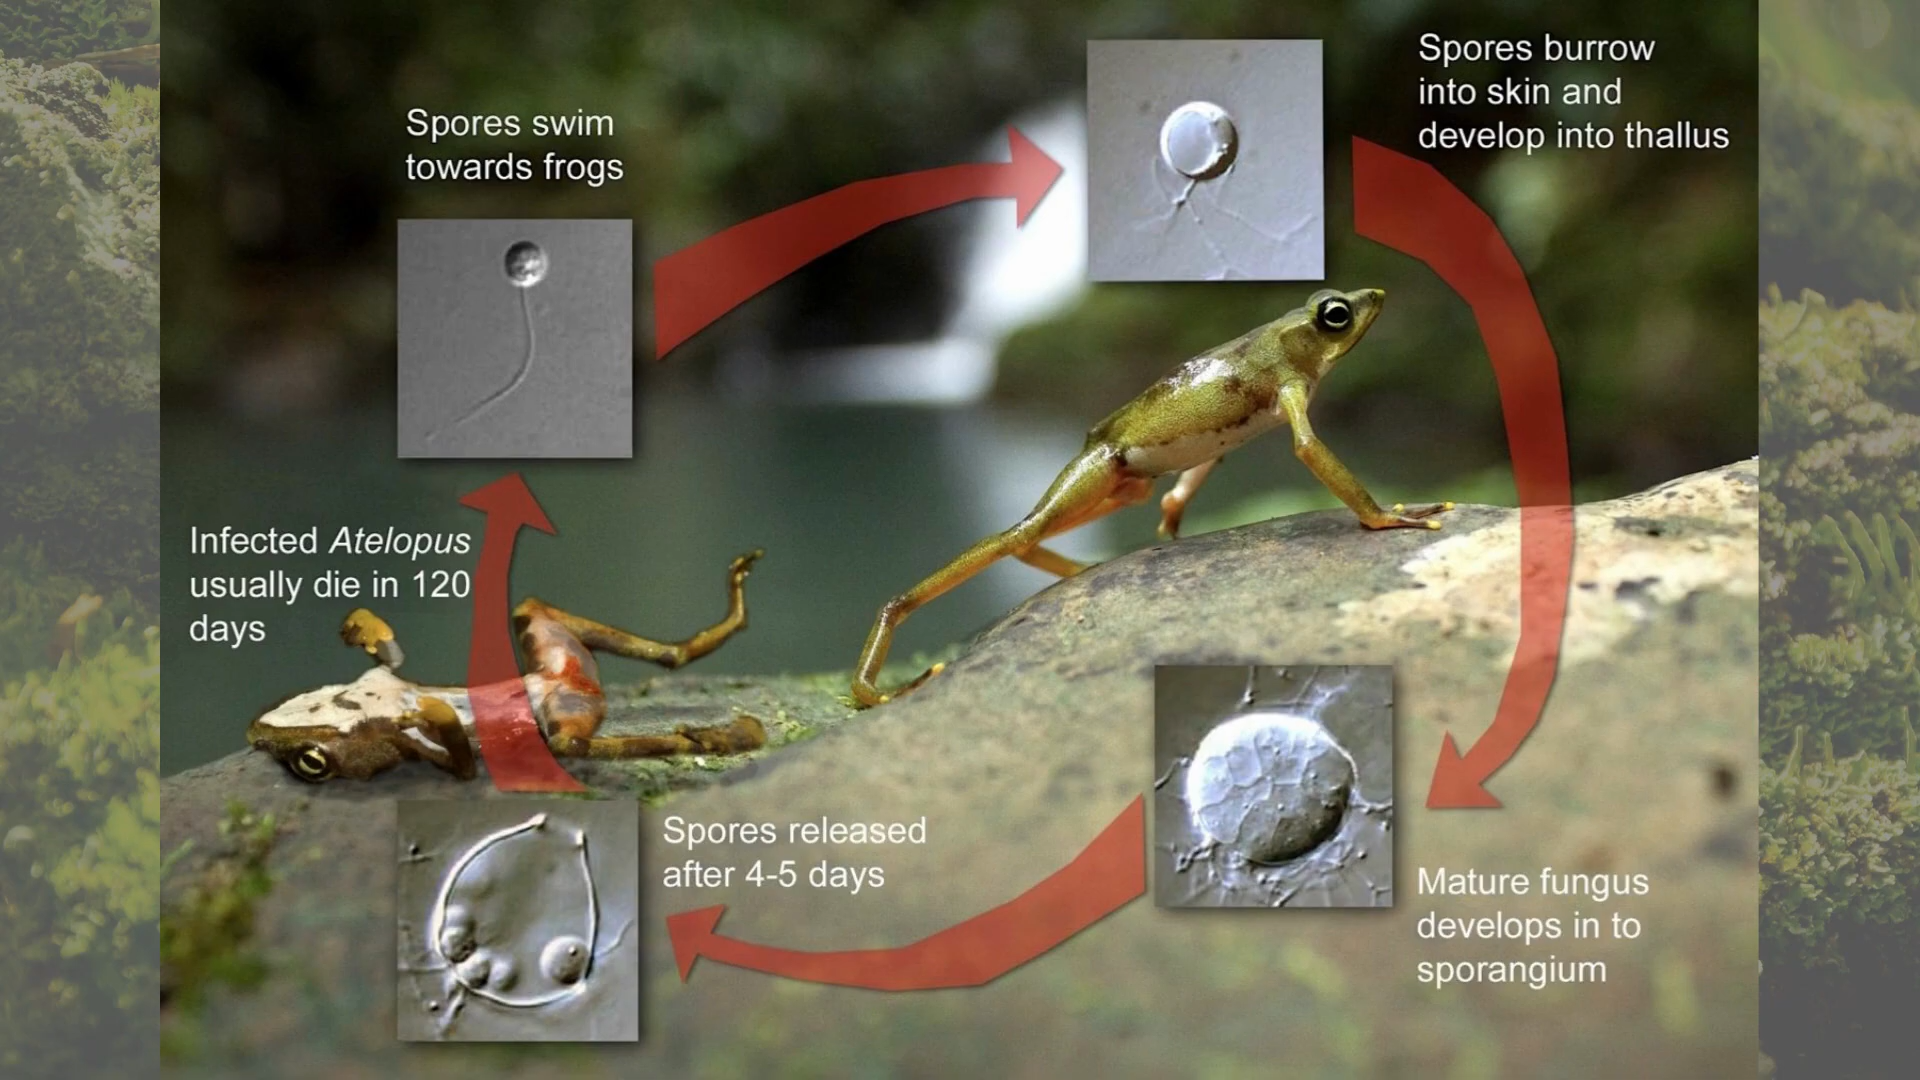 Spores swim
towards frogs
Spores burrow
into skin and
develop into thallus
Mature fungus
develops in to
sporangium
Spores released
after 4-5 days
Infected Atelopus
usually die in 120
days